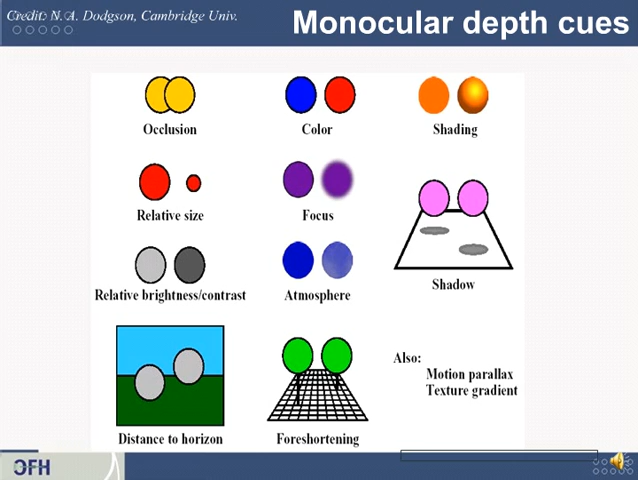 Credit: N. A. Dodgson, Cambridge Univ.
Monocular depth cues
Occlusion
Color
Shading
Relative size
Focus
Shadow
Relative brightness/contrast
Atmosphere
Distance to horizon
Foreshortening
Also:
Motion parallax
Texture gradient
OFH